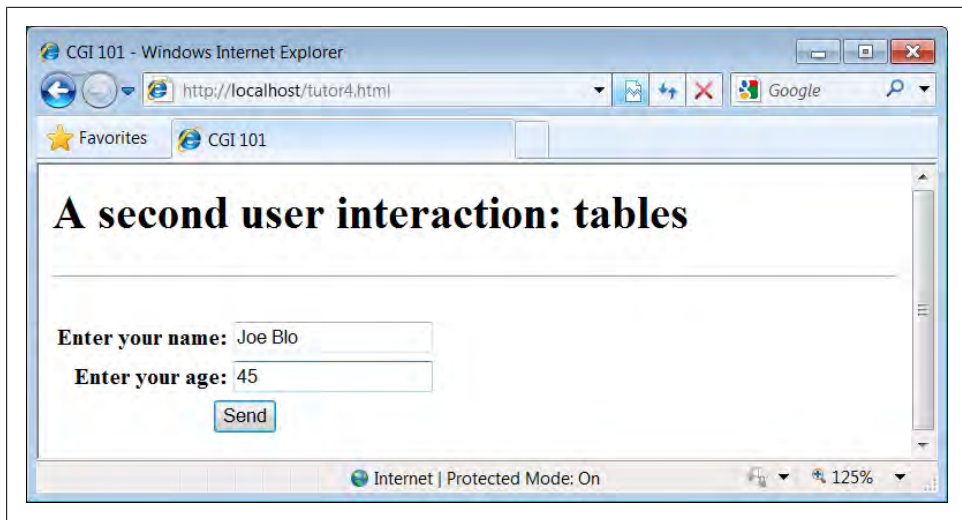 CGI 101 - Windows Internet Explorer
http://localhost/tutor4.html
Google
Favorites
CGI 101
A second user interaction: tables
Enter your name: Joe Blo
Enter your age: 45
Send
Internet | Protected Mode: On
125%